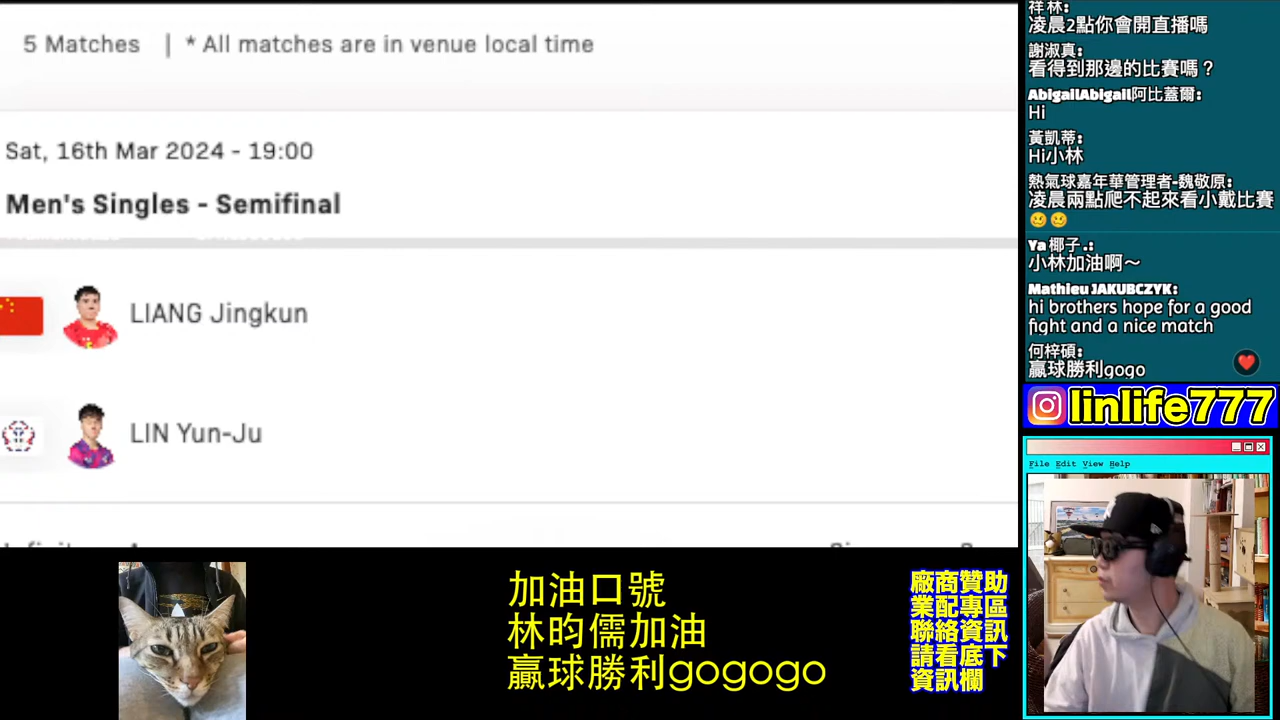 5 Matches | * All matches are in venue local time
Sat, 16th Mar 2024 - 19:00
Men's Singles - Semifinal
LIANG Jingkun
LIN Yun-Ju
加油口號
林昀儒加油
贏球勝利gogogo
廠商贊助
業配專區
聯絡資訊
請看底下
資訊欄
祥林:
凌晨2點你會開直播嗎
謝淑真:
看得到那邊的比賽嗎？
AbigailAbigail阿比蓋爾:
Hi
黃凱蒂:
Hi小林
熱氣球嘉年華管理者-魏敬原:
凌晨兩點爬不起來看小戴比賽
🥴🥴
Ya 椰子.:
小林加油啊～
Mathieu JAKUBCZYK:
hi brothers hope for a good
fight and a nice match
何梓碩:
贏球勝利gogo
linlife777
File Edit View Help